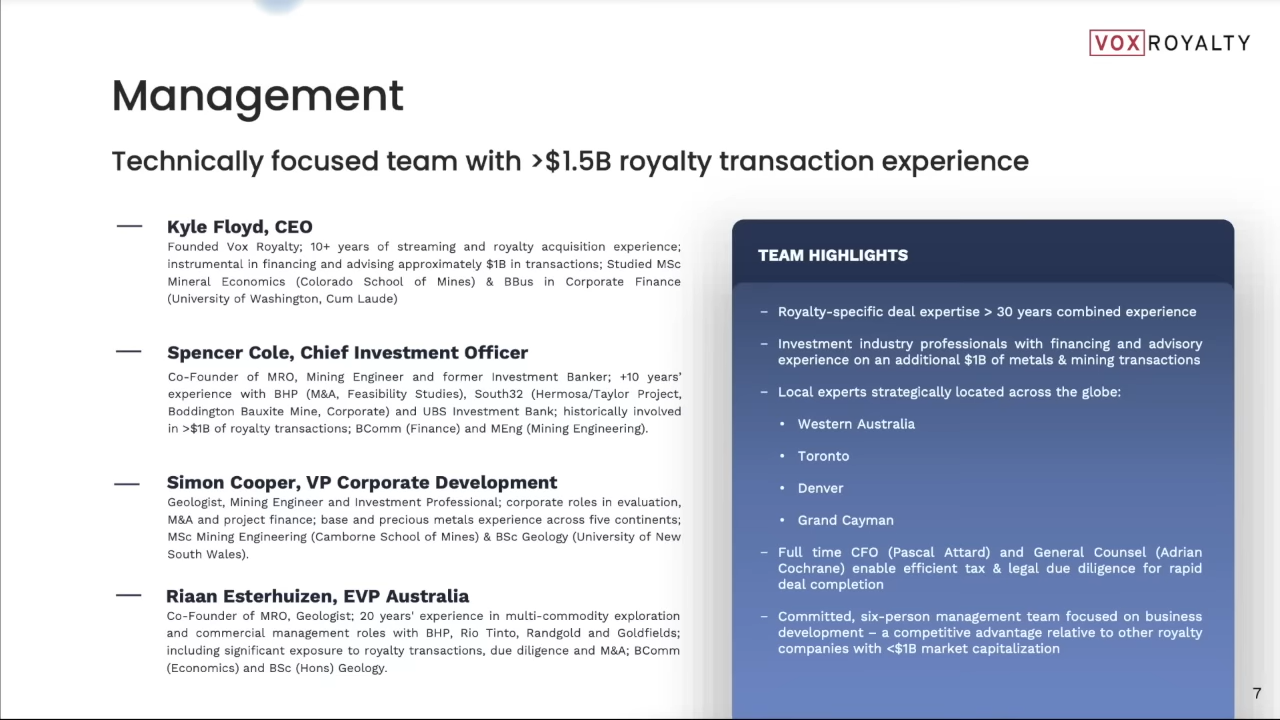 VOX ROYALTY
Management
Technically focused team with >$1.5B royalty transaction experience
Kyle Floyd, CEO
Founded Vox Royalty; 10+ years of streaming and royalty acquisition experience;
instrumental in financing and advising approximately $1B in transactions; Studied MSc
Mineral Economics (Colorado School of Mines) & BBus in Corporate Finance
(University of Washington, Cum Laude)
Spencer Cole, Chief Investment Officer
Co-Founder of MRO, Mining Engineer and former Investment Banker; +10 years’
experience with BHP (M&A, Feasibility Studies), South32 (Hermosa/Taylor Project,
Boddington Bauxite Mine, Corporate) and UBS Investment Bank; historically involved
in >$1B of royalty transactions; BComm (Finance) and MEng (Mining Engineering).
Simon Cooper, VP Corporate Development
Geologist, Mining Engineer and Investment Professional; corporate roles in evaluation,
M&A and project finance; base and precious metals experience across five continents;
MSc Mining Engineering (Camborne School of Mines) & BSc Geology (University of New
South Wales).
Riaan Esterhuizen, EVP Australia
Co-Founder of MRO, Geologist; 20 years' experience in multi-commodity exploration
and commercial management roles with BHP, Rio Tinto, Randgold and Goldfields;
including significant exposure to royalty transactions, due diligence and M&A; BComm
(Economics) and BSc (Hons) Geology.
TEAM HIGHLIGHTS
– Royalty-specific deal expertise > 30 years combined experience
– Investment industry professionals with financing and advisory
experience on an additional $1B of metals & mining transactions
– Local experts strategically located across the globe:
• Western Australia
• Toronto
• Denver
• Grand Cayman
– Full time CFO (Pascal Attard) and General Counsel (Adrian
Cochrane) enable efficient tax & legal due diligence for rapid
deal completion
– Committed, six-person management team focused on business
development – a competitive advantage relative to other royalty
companies with <$1B market capitalization
7